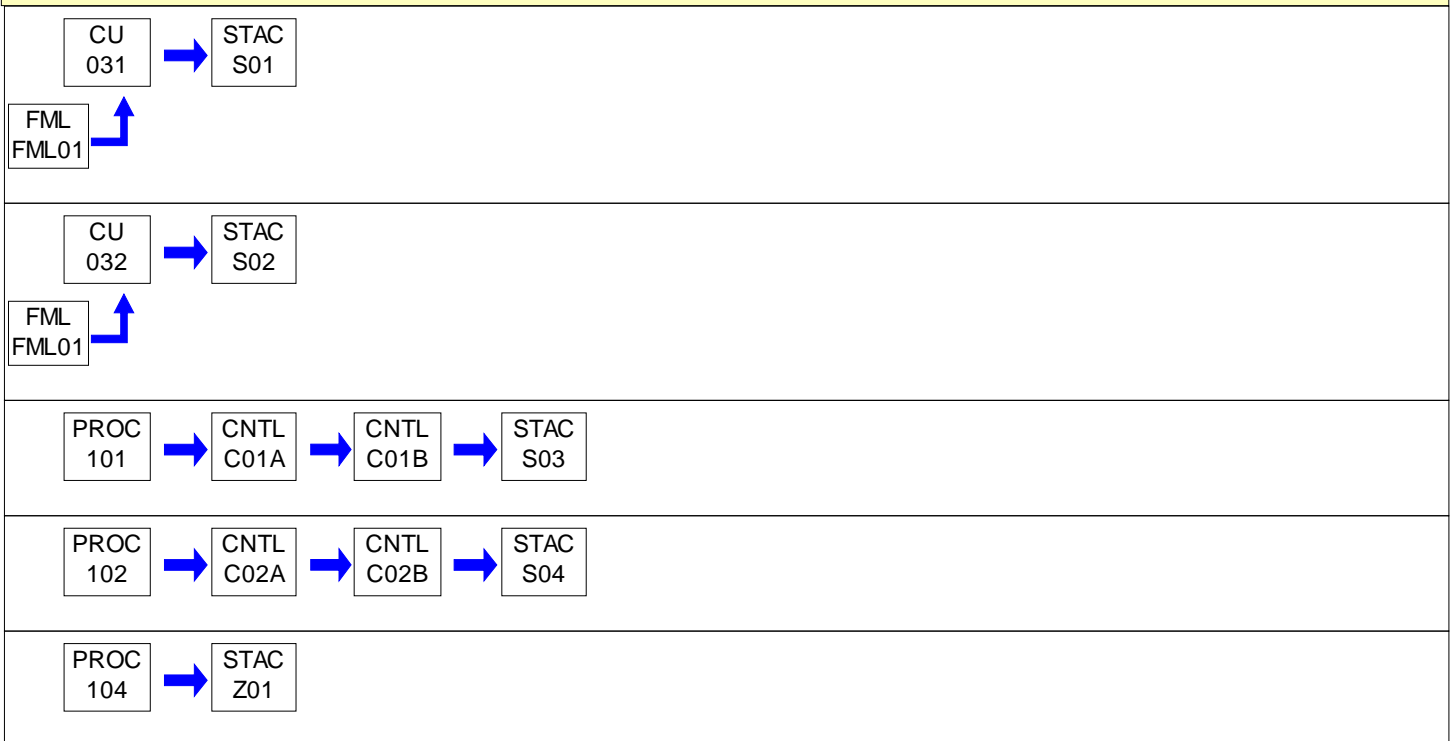 CU
031
STAC
S01
FML
FML01
CU
032
STAC
S02
FML
FML01
PROC
101
CNTL
C01A
CNTL
C01B
STAC
S03
PROC
102
CNTL
C02A
CNTL
C02B
STAC
S04
PROC
104
STAC
Z01